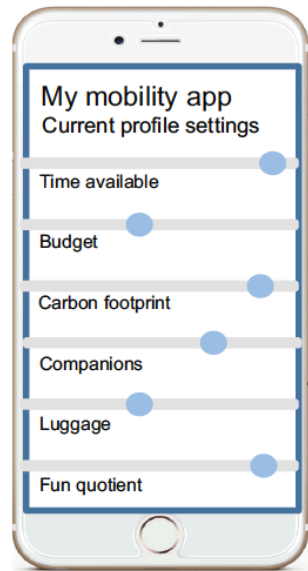 My mobility app
Current profile settings
Time available
Budget
Carbon footprint
Companions
Luggage
Fun quotient